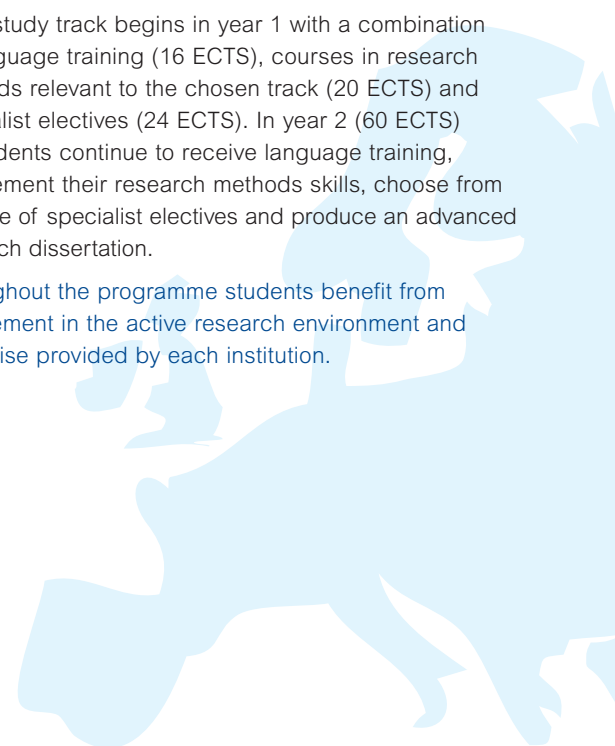 study track begins in year 1 with a combination
guage training (16 ECTS), courses in research
ds relevant to the chosen track (20 ECTS) and
alist electives (24 ECTS). In year 2 (60 ECTS)
dents continue to receive language training,
ement their research methods skills, choose from
e of specialist electives and produce an advanced
ch dissertation.
ghout the programme students benefit from
ement in the active research environment and
ise provided by each institution.